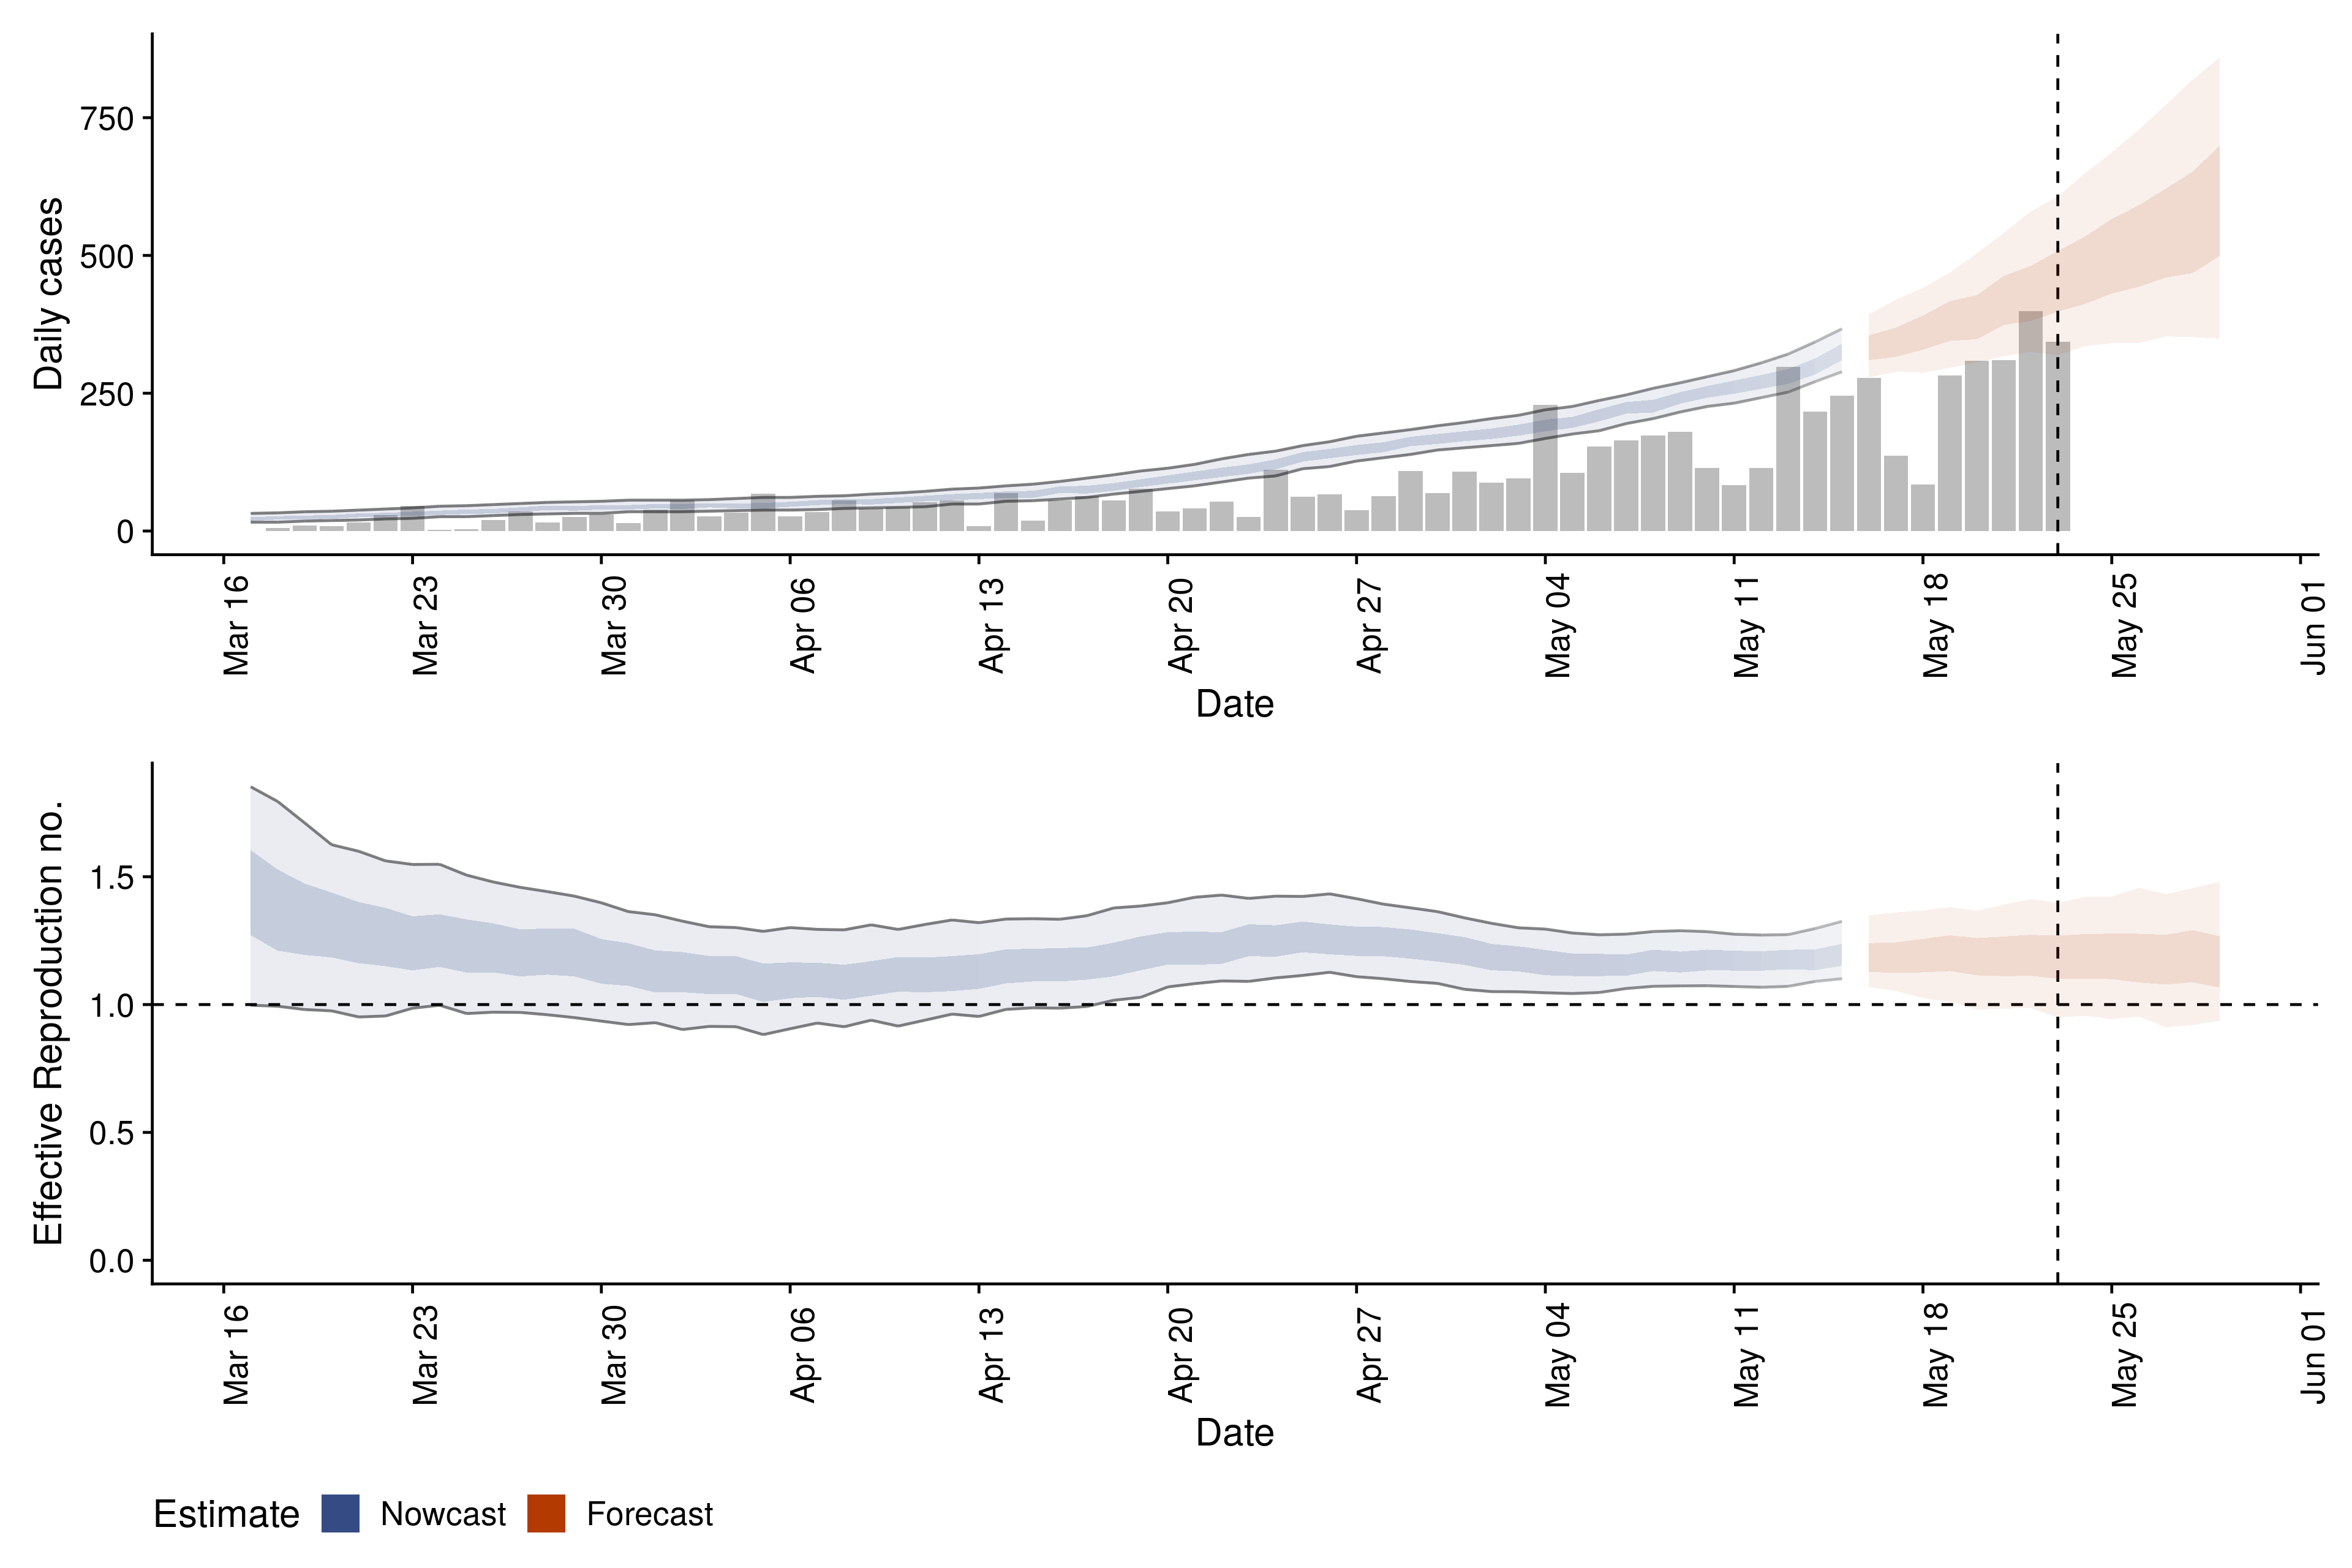 Daily cases
750
500
250
0
Mar 16
Mar 23
Mar 30
Apr 06
Apr 13
Apr 20
Apr 27
May 04
May 11
May 18
May 25
Jun 01
Date
Effective Reproduction no.
1.5
1.0
0.5
0.0
Mar 16
Mar 23
Mar 30
Apr 06
Apr 13
Apr 20
Apr 27
May 04
May 11
May 18
May 25
Jun 01
Date
Estimate Nowcast Forecast